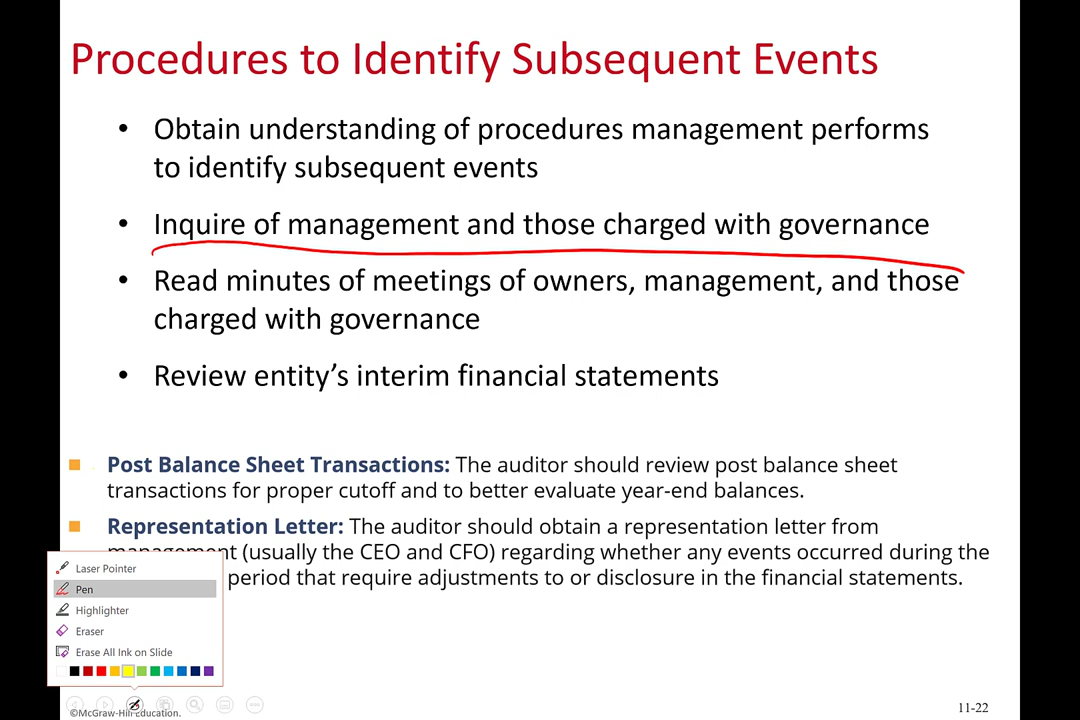 Procedures to Identify Subsequent Events
• Obtain understanding of procedures management performs
to identify subsequent events
• Inquire of management and those charged with governance
• Read minutes of meetings of owners, management, and those
charged with governance
• Review entity’s interim financial statements
Post Balance Sheet Transactions: The auditor should review post balance sheet
transactions for proper cutoff and to better evaluate year-end balances.
Representation Letter: The auditor should obtain a representation letter from
management (usually the CEO and CFO) regarding whether any events occurred during the
period that require adjustments to or disclosure in the financial statements.
Laser Pointer
Pen
Highlighter
Eraser
Erase All Ink on Slide
©McGraw-Hill Education.
11-22